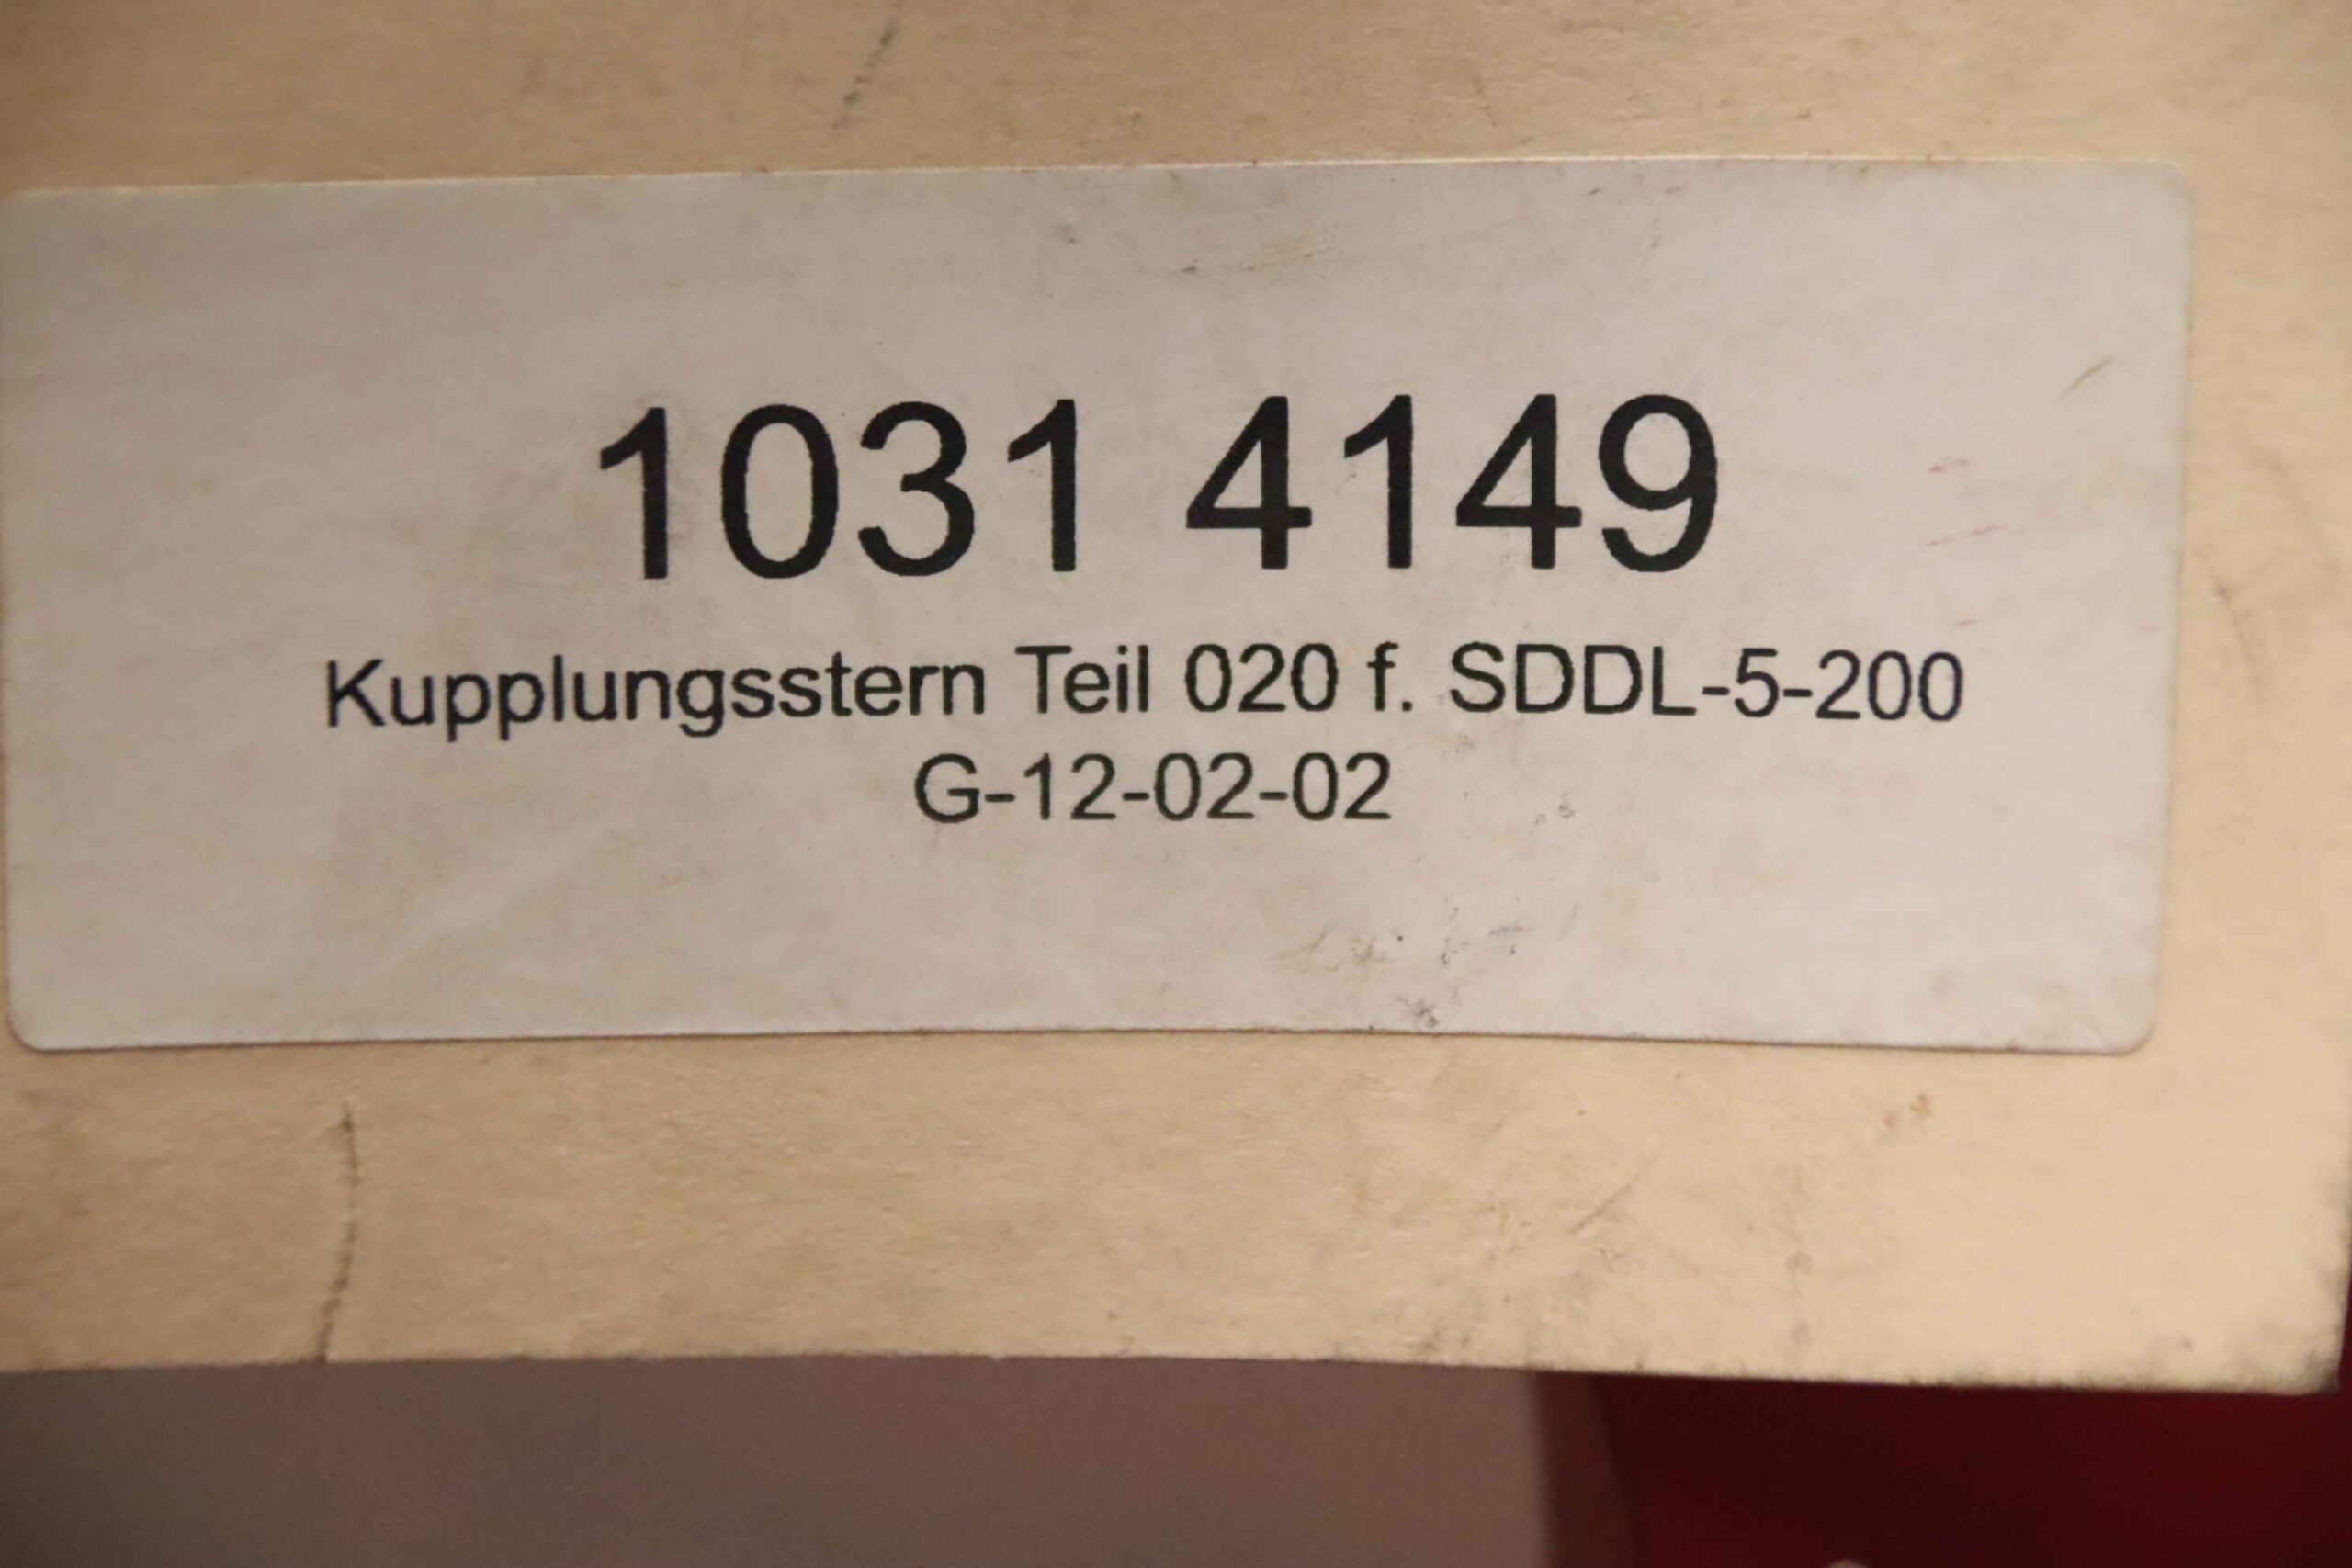 1031 4149
Kupplungsstern Teil 020 f. SDDL-5-200
G-12-02-02